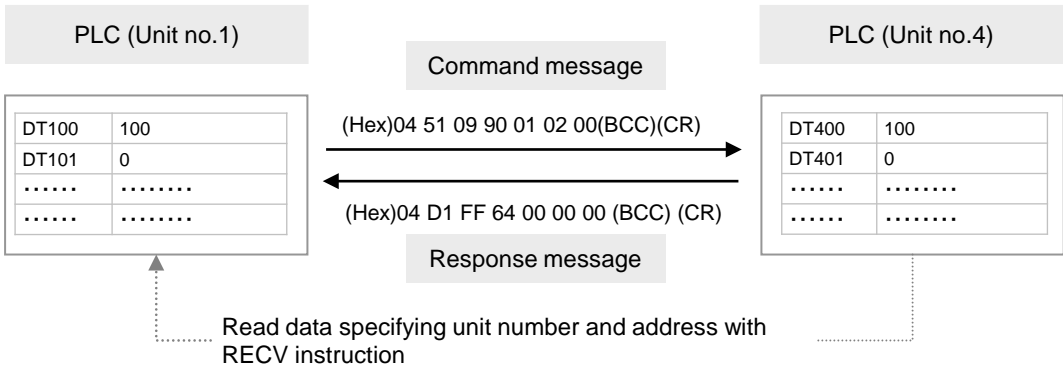 PLC (Unit no.1)
PLC (Unit no.4)
Command message
DT100 100
DT101 0
…… ……..
…… ……..
(Hex)04 51 09 90 01 02 00(BCC)(CR)
DT400 100
DT401 0
…… ……..
…… ……..
(Hex)04 D1 FF 64 00 00 00 (BCC) (CR)
Response message
Read data specifying unit number and address with
RECV instruction